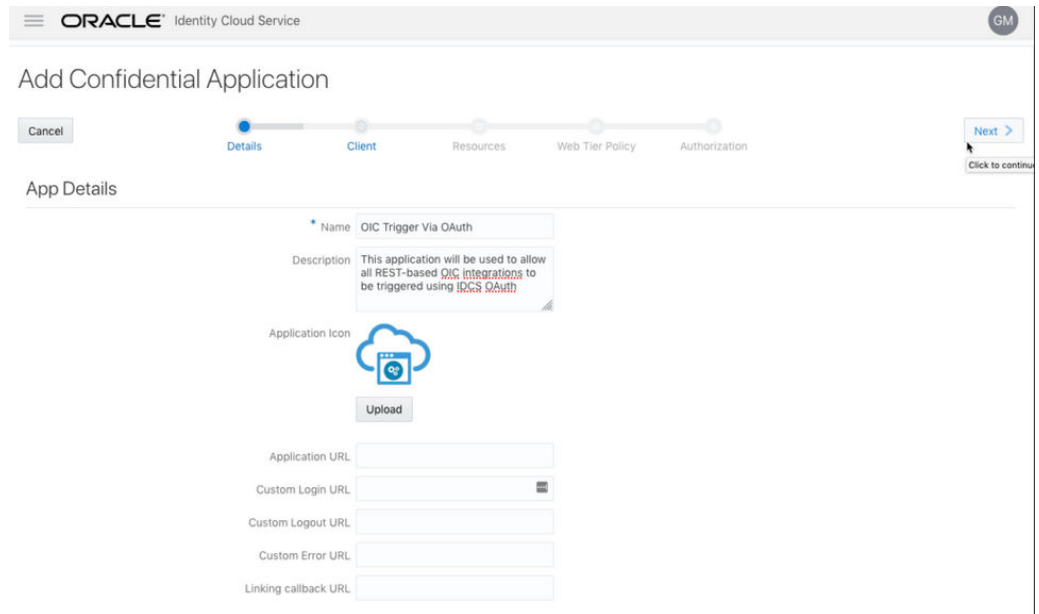 ORACLE® Identity Cloud Service
GM
Add Confidential Application
Cancel
Details
Client
Resources
Web Tier Policy
Authorization
Next >
Click to continue
App Details
* Name
OIC Trigger Via OAuth
Description
This application will be used to allow
all REST-based OIC integrations to
be triggered using IDCS OAuth
Application Icon
Upload
Application URL
Custom Login URL
Custom Logout URL
Custom Error URL
Linking callback URL